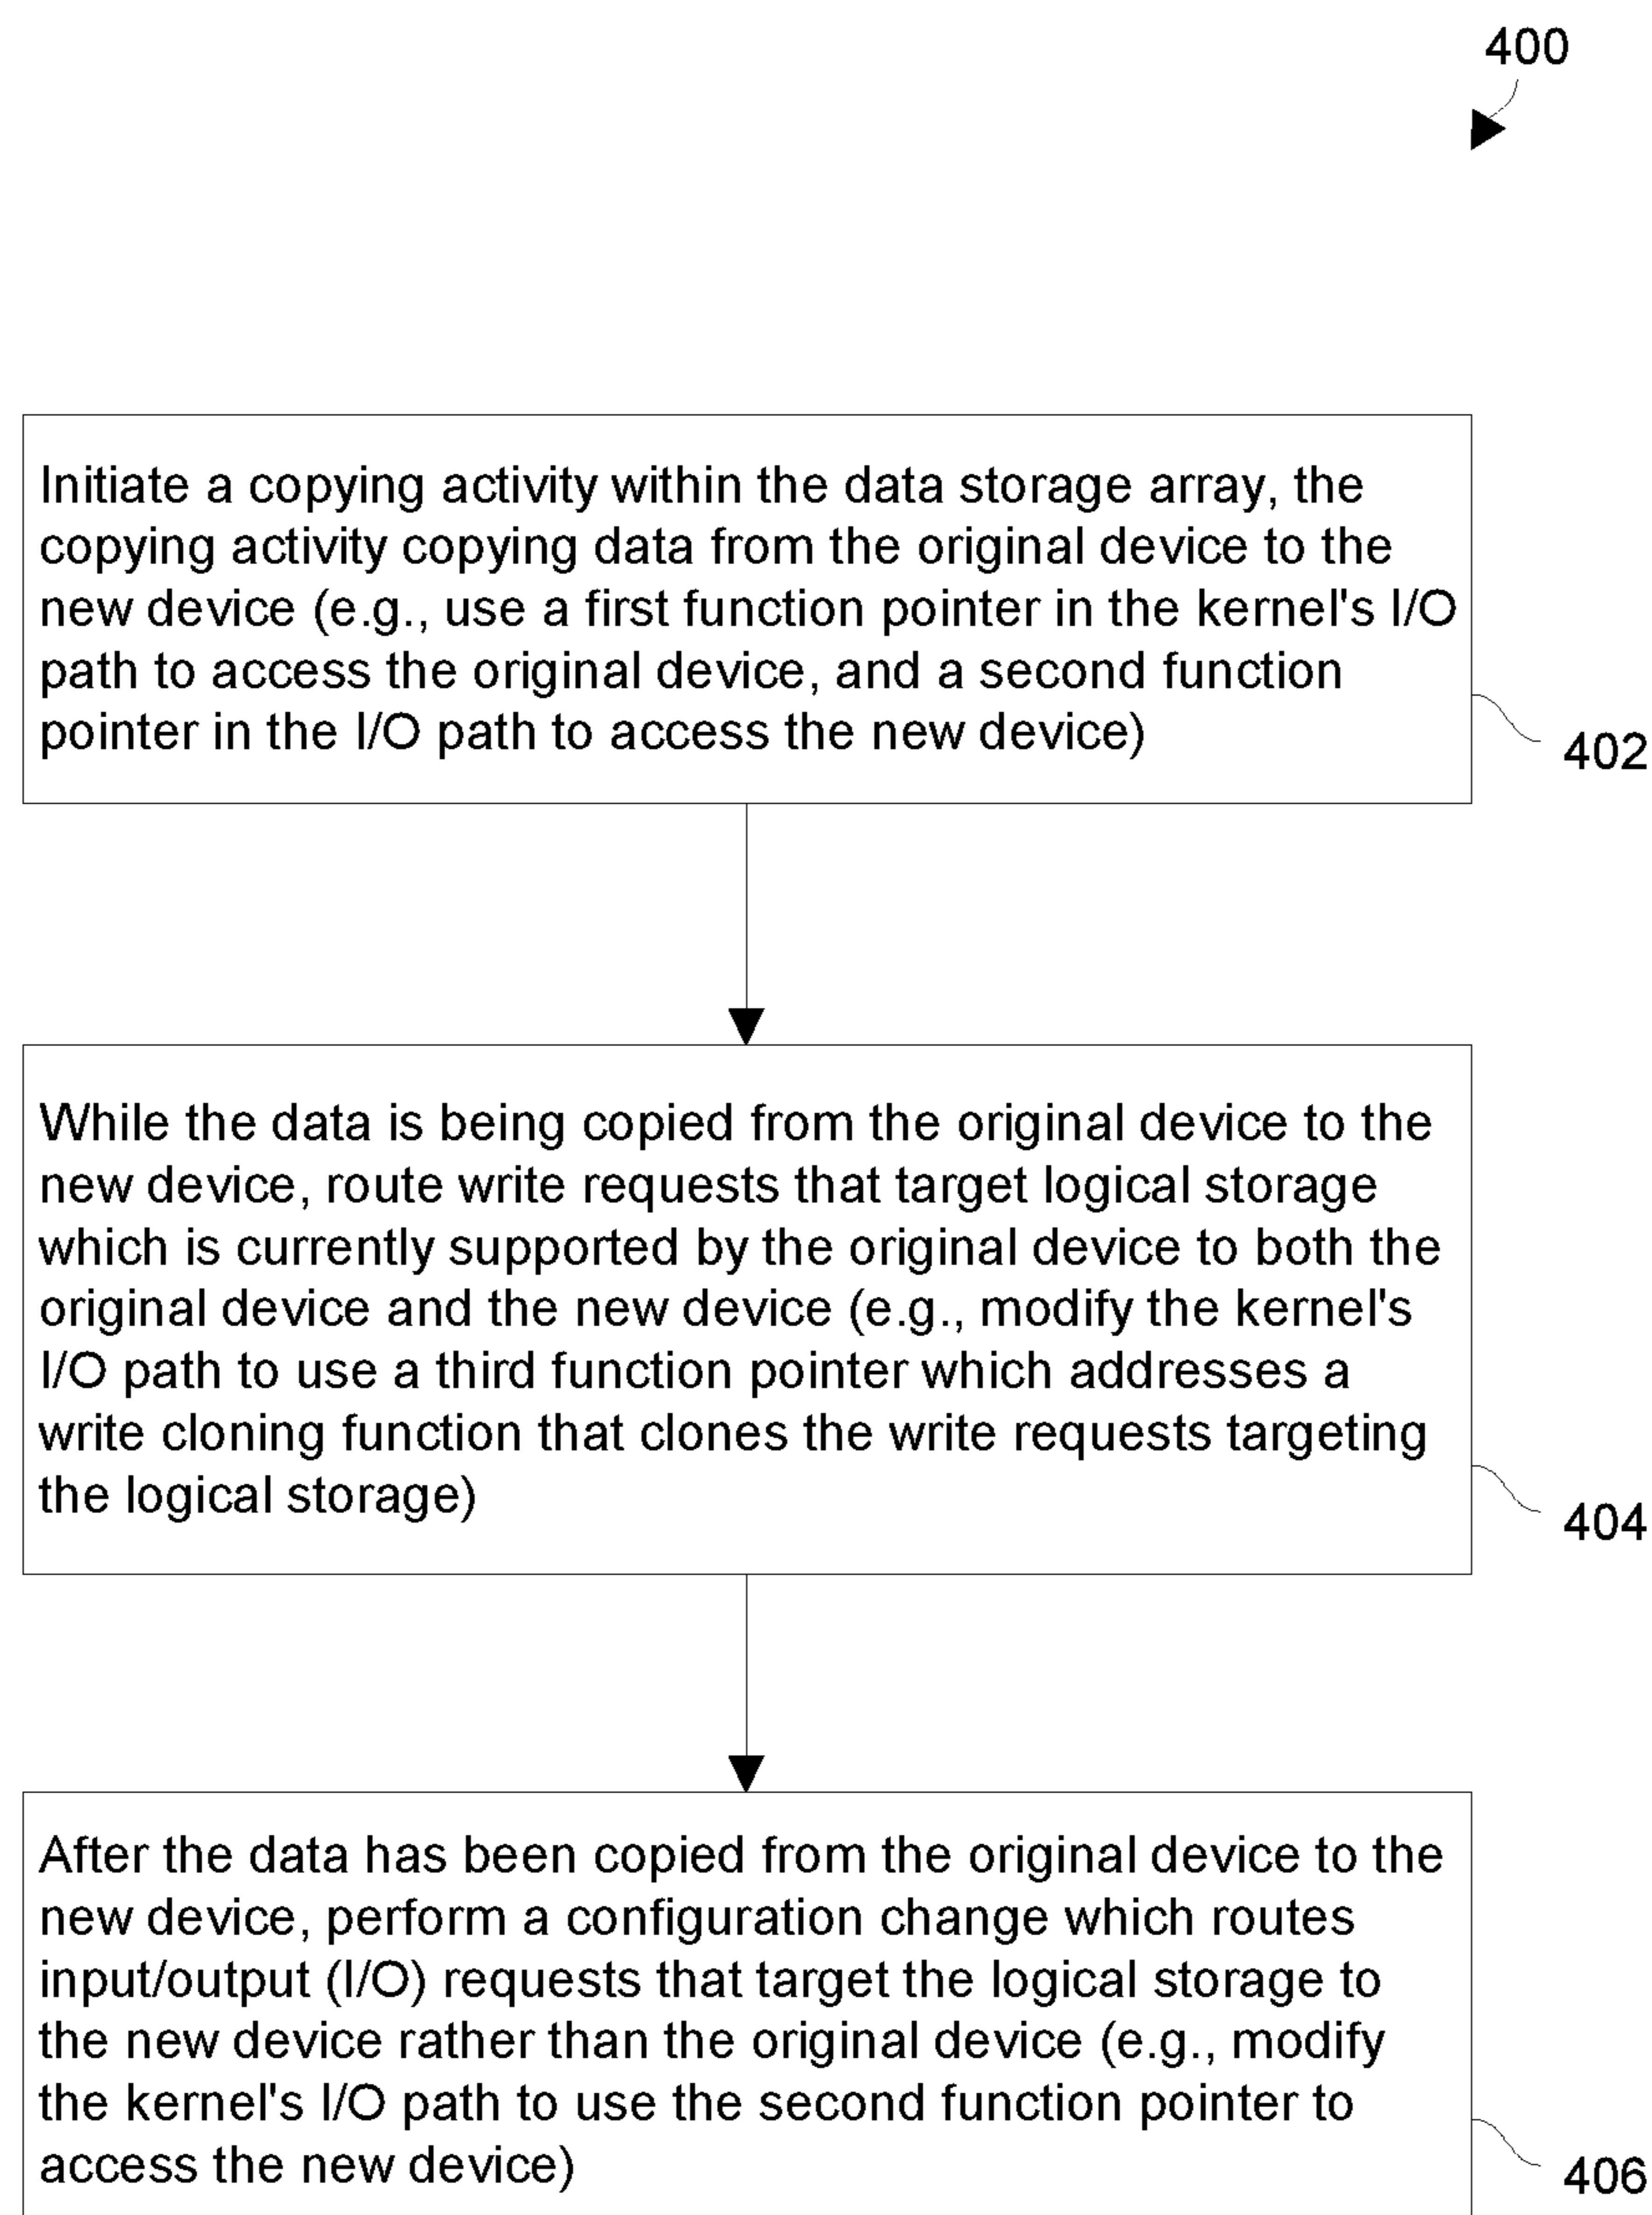 400
Initiate a copying activity within the data storage array, the
copying activity copying data from the original device to the
new device (e.g., use a first function pointer in the kernel's I/O
path to access the original device, and a second function
pointer in the I/O path to access the new device)
402
While the data is being copied from the original device to the
new device, route write requests that target logical storage
which is currently supported by the original device to both the
original device and the new device (e.g., modify the kernel's
I/O path to use a third function pointer which addresses a
write cloning function that clones the write requests targeting
the logical storage)
404
After the data has been copied from the original device to the
new device, perform a configuration change which routes
input/output (I/O) requests that target the logical storage to
the new device rather than the original device (e.g., modify
the kernel's I/O path to use the second function pointer to
access the new device)
406